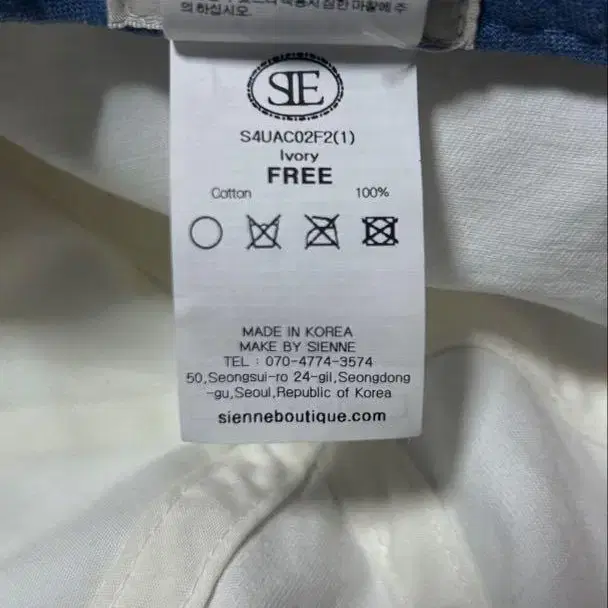 의 하십시오.
SIE
S4UAC02F2(1)
Ivory
FREE
Cotton 100%
MADE IN KOREA
MAKE BY SIENNE
TEL : 070-4774-3574
50,Seongsui-ro 24-gil,Seongdong
-gu,Seoul,Republic of Korea
sienneboutique.com